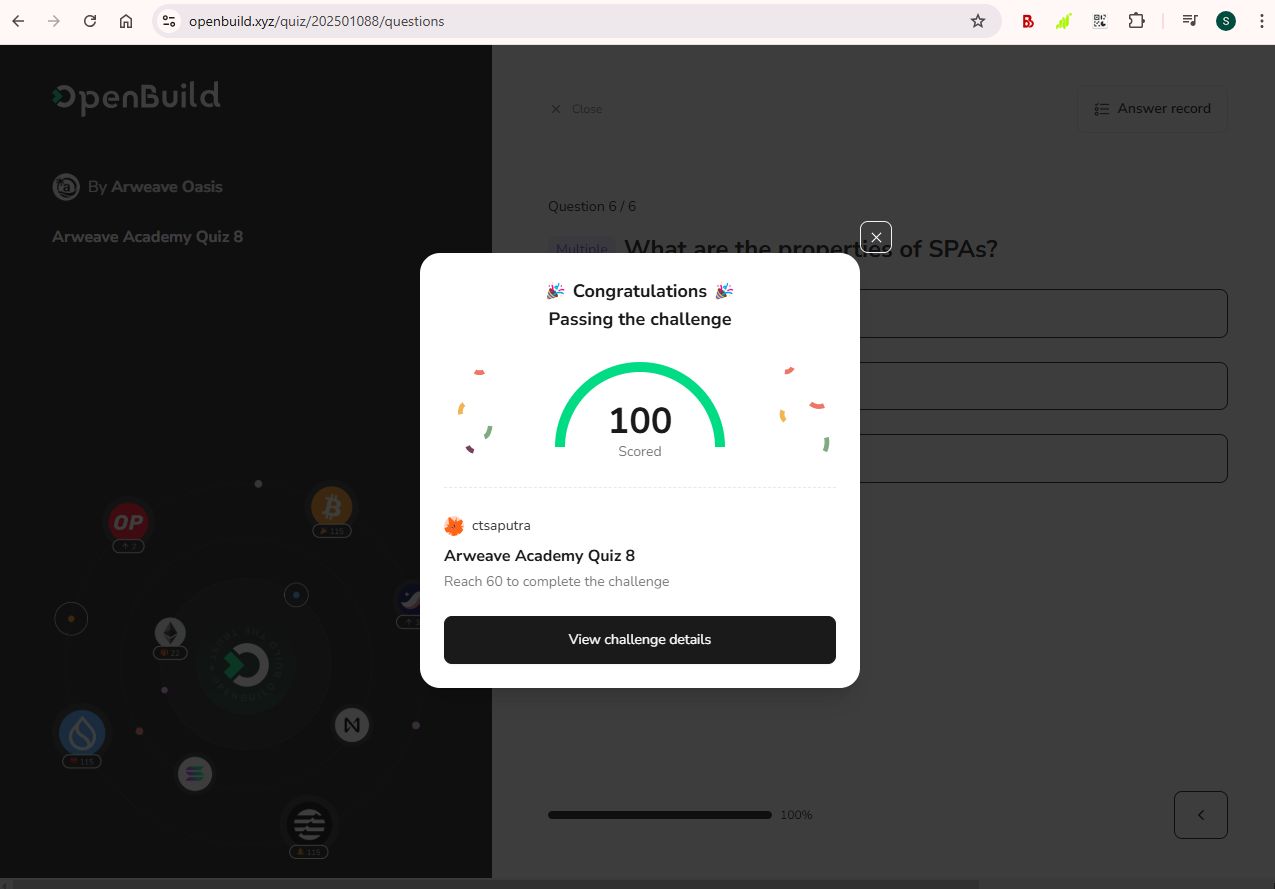 openbuild.xyz/quiz/202501088/questions
S
OpenBuild
Close
Answer record
By Arweave Oasis
Arweave Academy Quiz 8
Question 6 / 6
Multiple
What are the properties of SPAs?
🎉 Congratulations 🎉
Passing the challenge
100
Scored
ctsaputra
Arweave Academy Quiz 8
Reach 60 to complete the challenge
View challenge details
OP
2
115
22
115
115
100%